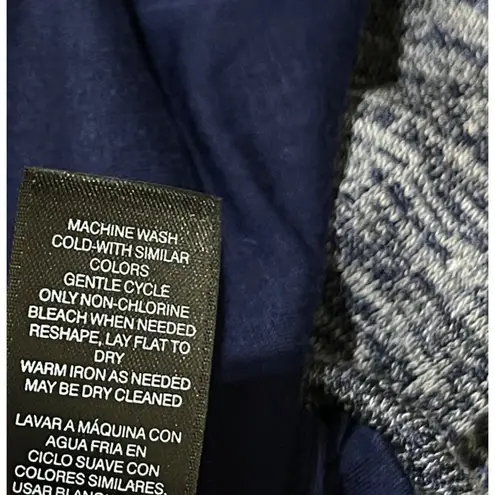 MACHINE WASH
COLD-WITH SIMILAR
COLORS
GENTLE CYCLE
ONLY NON-CHLORINE
BLEACH WHEN NEEDED
RESHAPE, LAY FLAT TO
DRY
WARM IRON AS NEEDED
MAY BE DRY CLEANED
LAVAR A MÁQUINA CON
AGUA FRIA EN
CICLO SUAVE CON
COLORES SIMILARES.
USAR